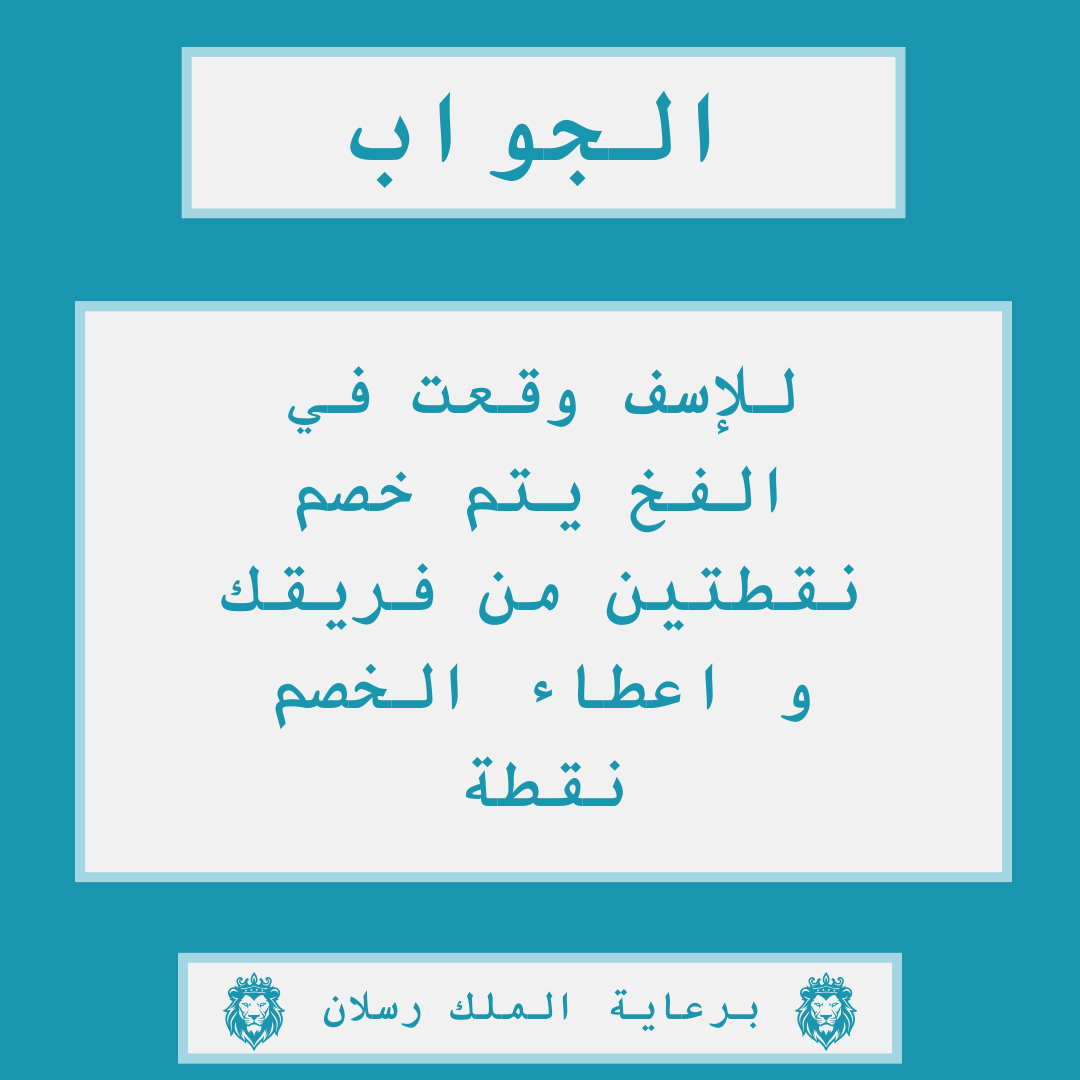 الجواب
للإسف وقعت في
الفخ يتم خصم
نقطتين من فريقك
و اعطاء الخصم
نقطة
برعاية الملك رسلان